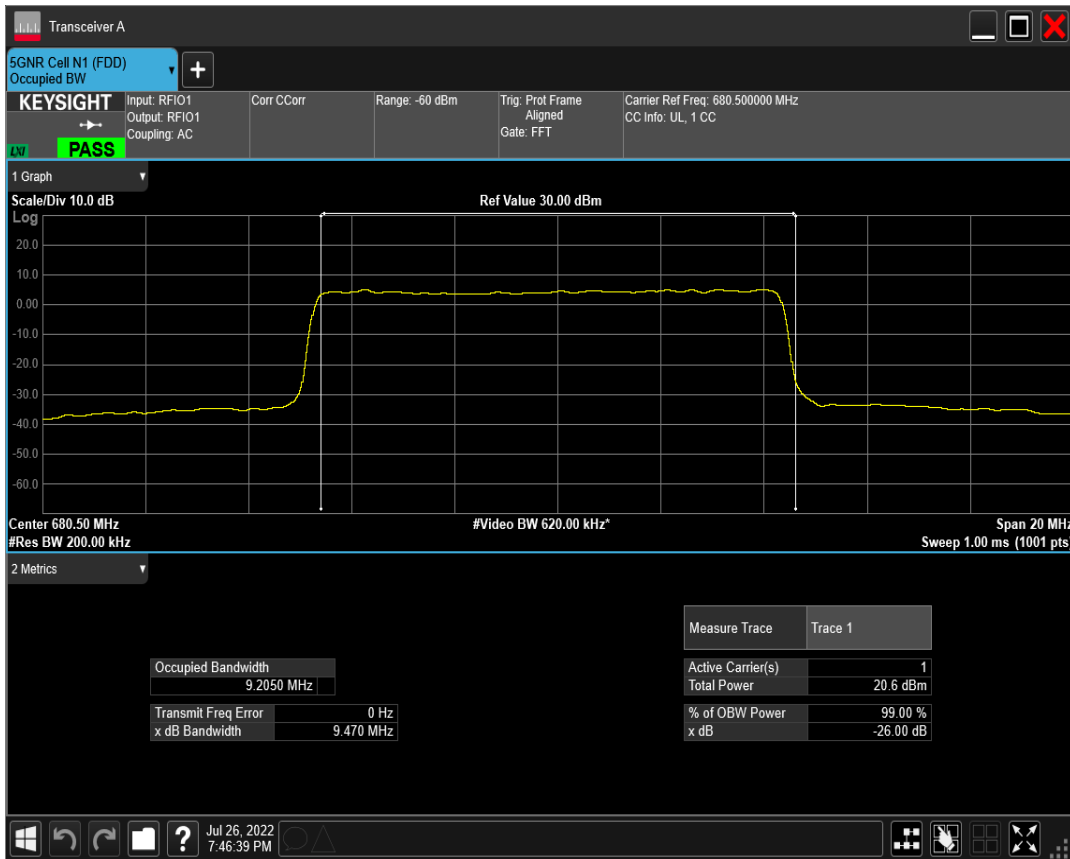 Transceiver A
5GNR Cell N1 (FDD)
Occupied BW
+
KEYSIGHT
LXI
PASS
Input: RFIO1
Output: RFIO1
Coupling: AC
Corr CCorr
Range: -60 dBm
Trig: Prot Frame
Aligned
Gate: FFT
Carrier Ref Freq: 680.500000 MHz
CC Info: UL, 1 CC
1 Graph
Scale/Div 10.0 dB
Ref Value 30.00 dBm
Log
20.0
10.0
0.00
-10.0
-20.0
-30.0
-40.0
-50.0
-60.0
Center 680.50 MHz
#Video BW 620.00 kHz*
Span 20 MHz
#Res BW 200.00 kHz
Sweep 1.00 ms (1001 pts)
2 Metrics
Measure Trace Trace 1
Occupied Bandwidth
9.2050 MHz
Active Carrier(s) 1
Total Power 20.6 dBm
Transmit Freq Error 0 Hz
x dB Bandwidth 9.470 MHz
% of OBW Power 99.00 %
x dB -26.00 dB
?
Jul 26, 2022
7:46:39 PM